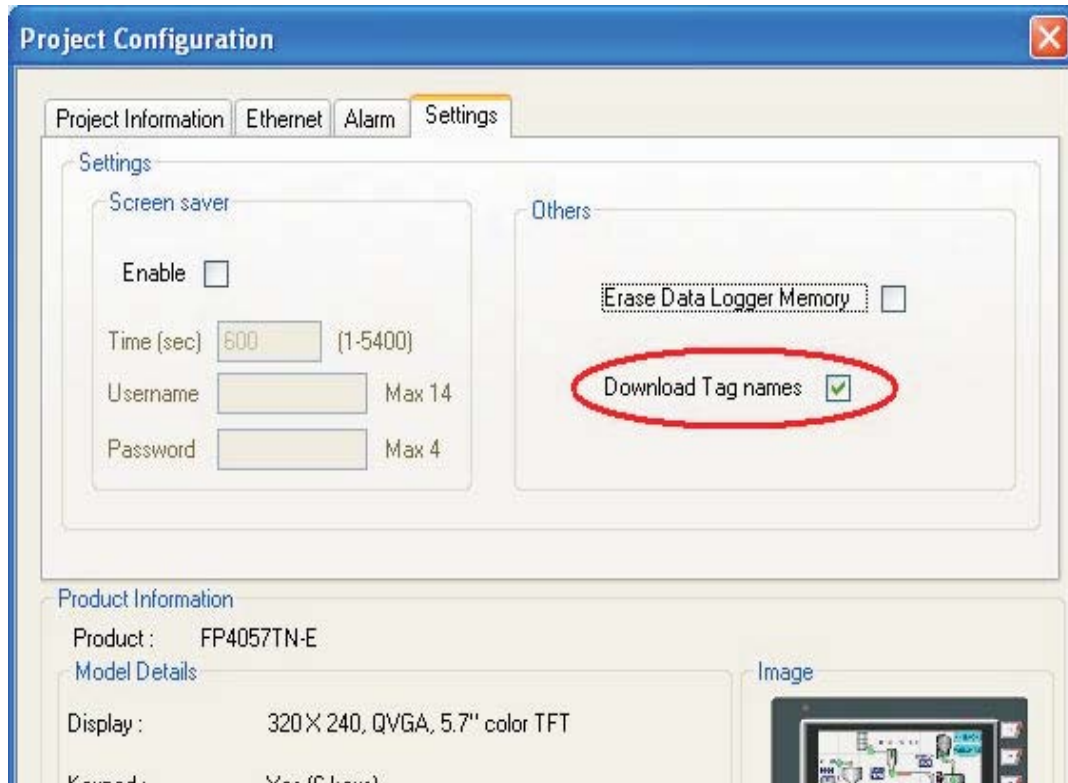 Project Configuration
Project Information Ethernet Alarm Settings
Settings
Screen saver
Enable
Time (sec) 600 (1-5400)
Username Max 14
Password Max 4
Others
Erase Data Logger Memory
Download Tag names
Product Information
Product : FP4057TN-E
Model Details
Display : 320 X 240, QVGA, 5.7" color TFT
Image